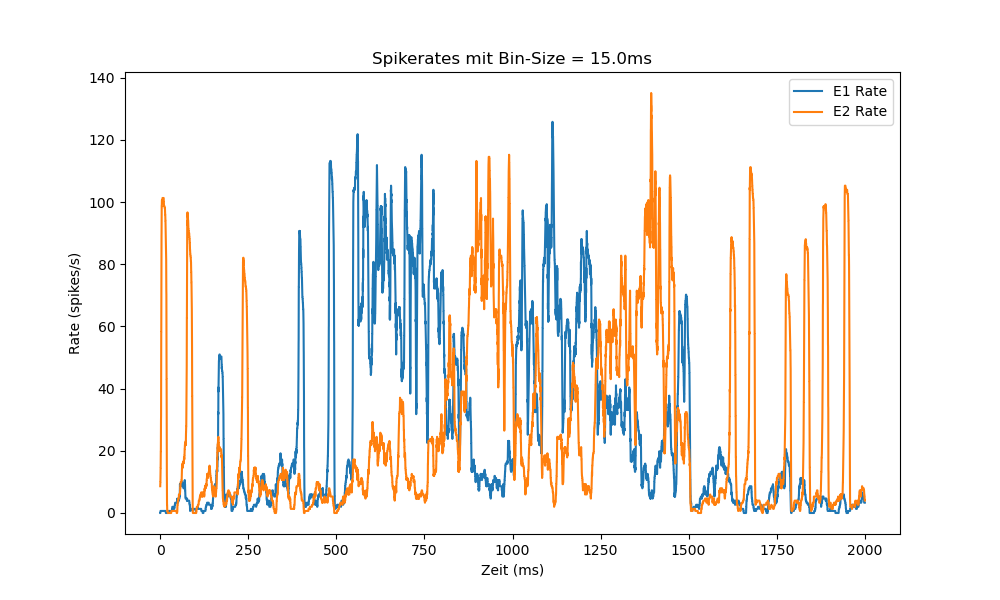 Spikerates mit Bin-Size = 15.0ms
E1 Rate
E2 Rate
Rate (spikes/s)
140
120
100
80
60
40
20
0
0 250 500 750 1000 1250 1500 1750 2000
Zeit (ms)